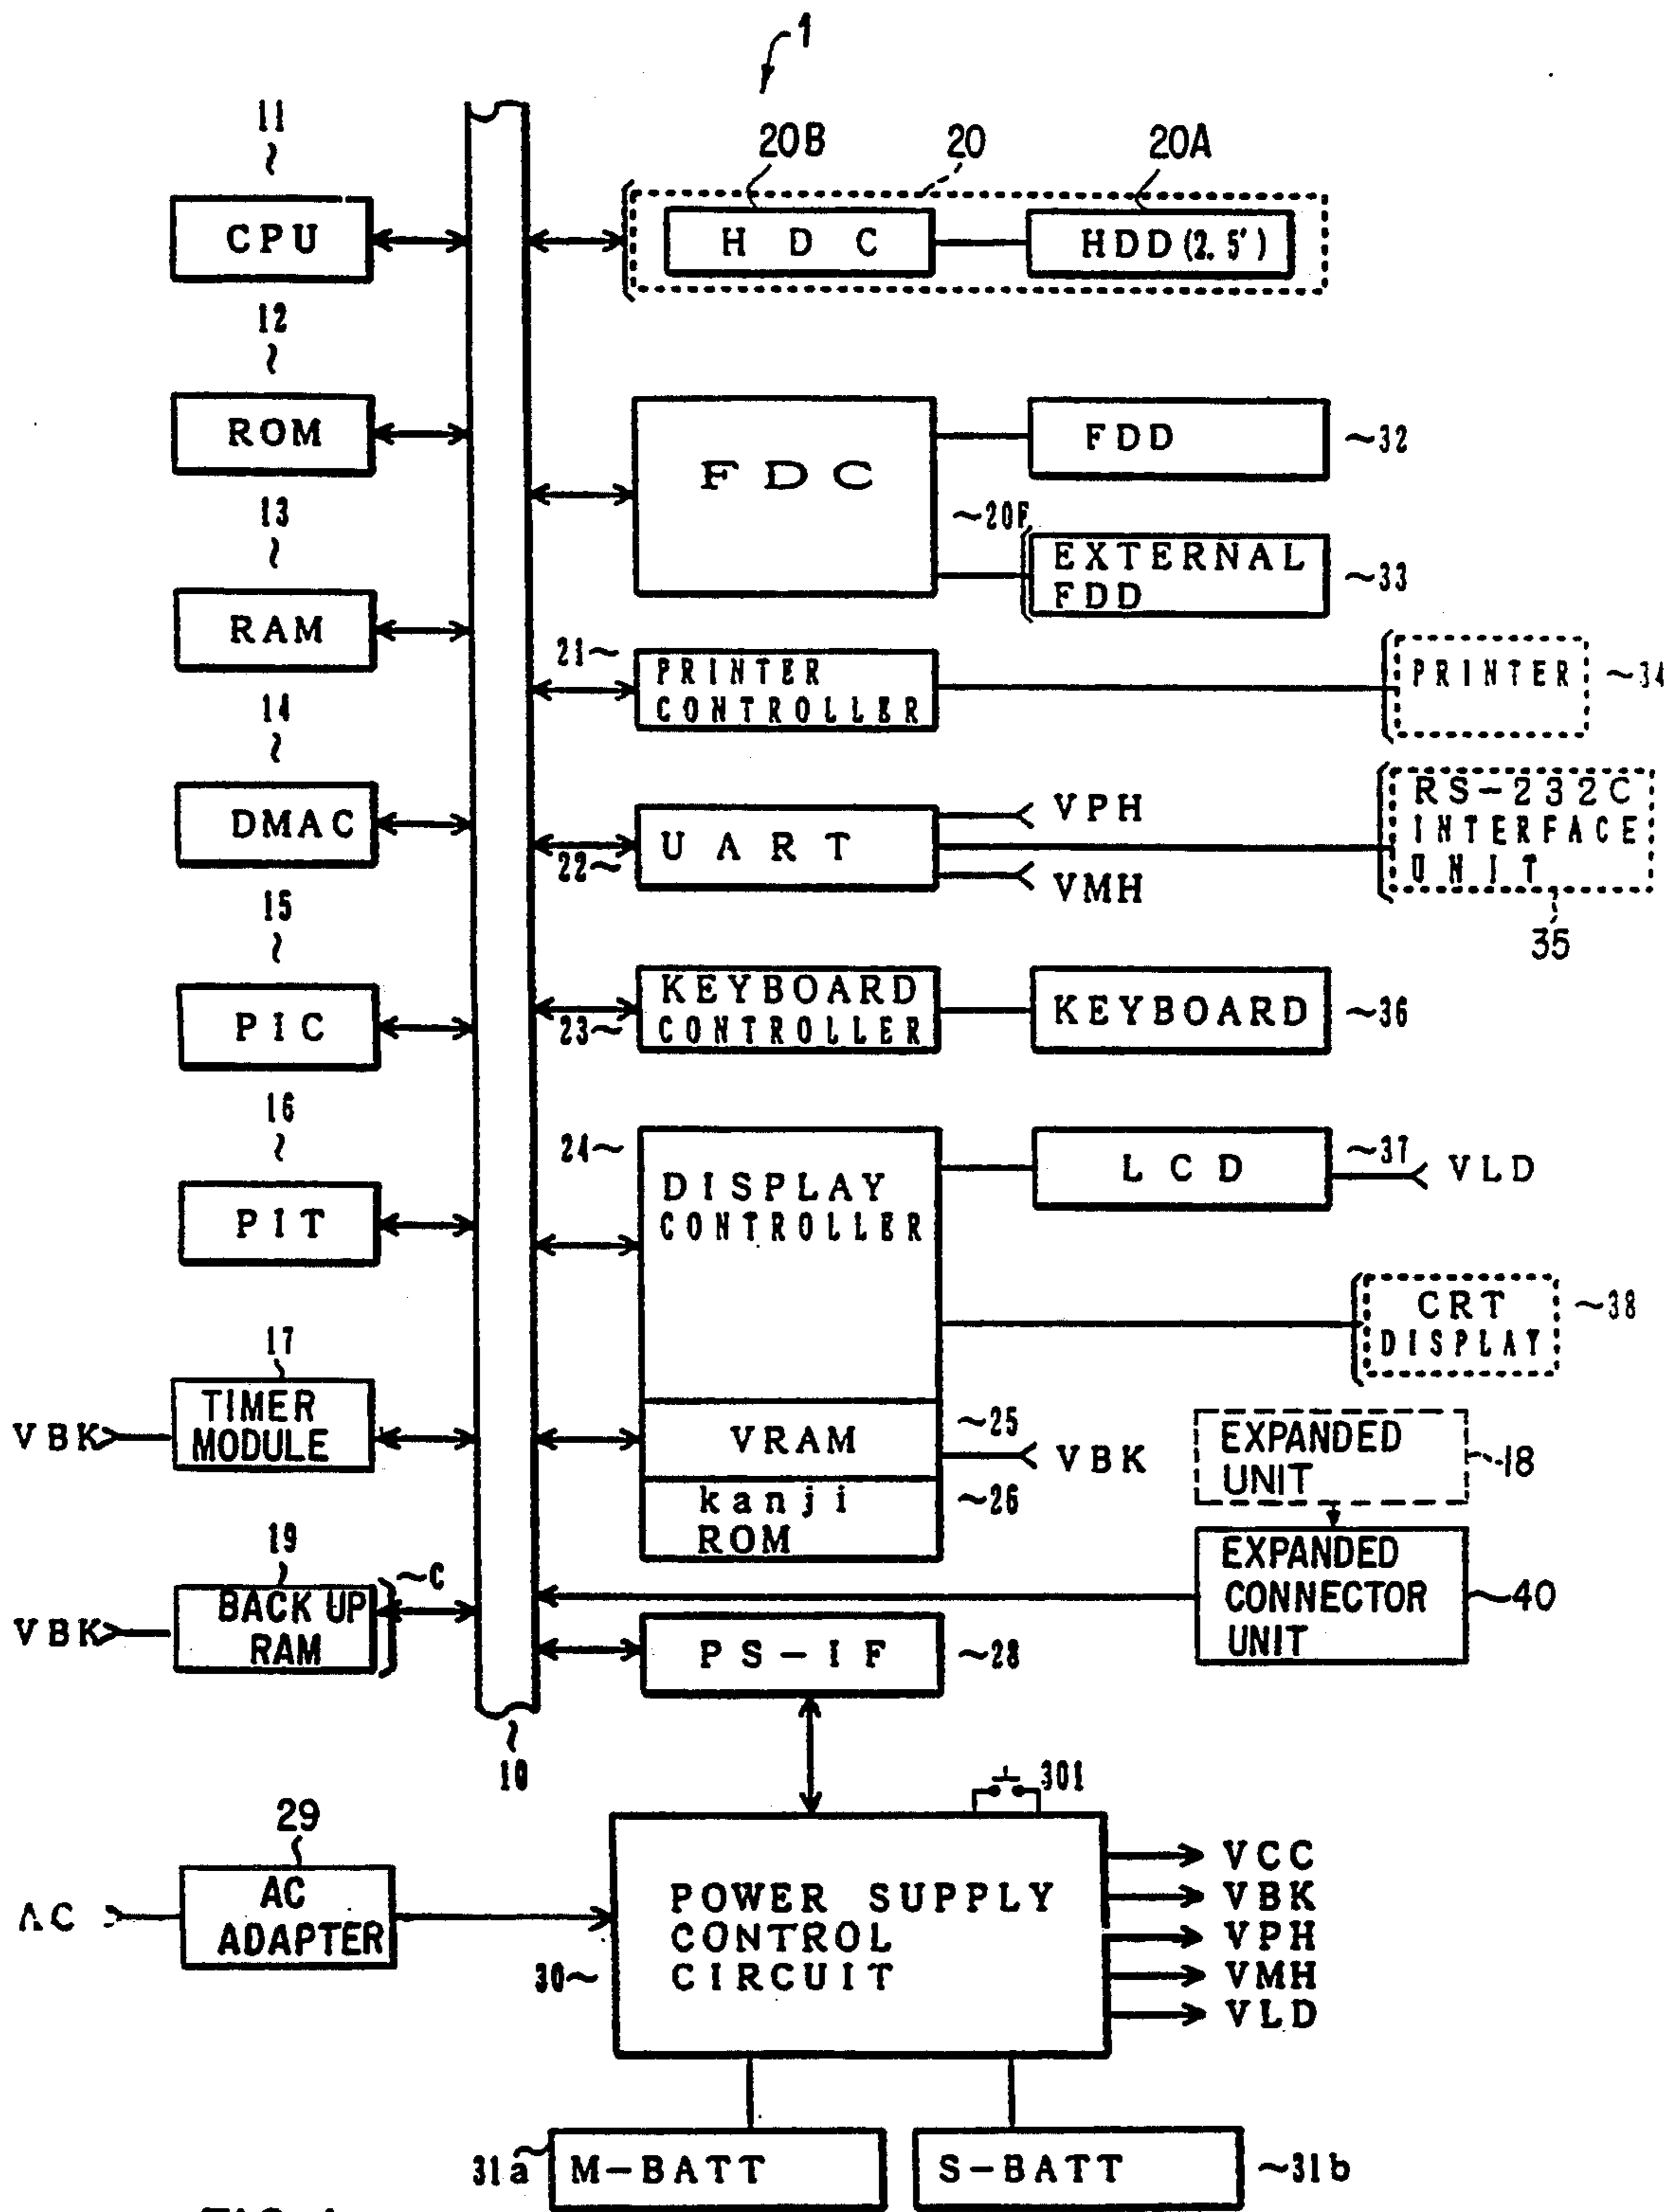 1
11
CPU
12
ROM
13
RAM
14
DMAC
15
PIC
16
PIT
17
TIMER
MODULE
VBK
19
BACK UP
RAM
C
VBK
10
20B
20
20A
HDC
HDD (2.5')
FDC
20F
FDD
32
EXTERNAL
FDD
33
21
PRINTER
CONTROLLER
PRINTER
34
22
UART
VPH
VMH
RS-232C
INTERFACE
UNIT
35
23
KEYBOARD
CONTROLLER
KEYBOARD
36
24
DISPLAY
CONTROLLER
LCD
37
VLD
CRT
DISPLAY
38
VRAM
25
VBK
kanji
ROM
26
EXPANDED
UNIT
18
EXPANDED
CONNECTOR
UNIT
40
PS-IF
28
301
29
AC
AC
ADAPTER
30
POWER SUPPLY
CONTROL
CIRCUIT
VCC
VBK
VPH
VMH
VLD
31a
M-BATT
S-BATT
31b